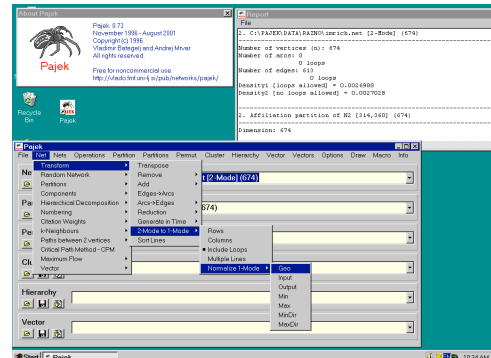 About Pajek
Pajek 0.73
November 1996 - August 2001
Copyright (c) 1996
Vladimir Batagelj and Andrej Mrvar
All rights reserved
Free for noncommercial use.
http://vlado.fmf.uni-lj.si/pub/networks/pajek/
Pajek
Report
File
2. C:\PAJEK\DATA\RAZNO\imrich.net [2-Mode] (674)
Number of vertices (n): 674
Number of arcs: 0
0 loops
Number of edges: 613
0 loops
Density1 [loops allowed] = 0.0026988
Density2 [no loops allowed] = 0.0027028
2. Affiliation partition of N2 [314,360] (674)
Dimension: 674
Recycle Bin
Pajek
Pajek
File Net Nets Operations Partition Partitions Permut Cluster Hierarchy Vector Vectors Options Draw Macro Info
Transform
Random Network
Partitions
Components
Hierarchical Decomposition
Numbering
Citation Weights
k-Neighbours
Paths between 2 vertices
Critical Path Method - CPM
Maximum Flow
Vector
Transpose
Remove
Add
Edges->Arcs
Arcs->Edges
Reduction
Generate in Time
2-Mode to 1-Mode
Sort Lines
Rows
Columns
Include Loops
Multiple Lines
Normalize 1-Mode
Geo
Input
Output
Min
Max
MinDir
MaxDir
t [2-Mode] (674)
674)
Hierarchy
Vector
Start
Pajek
10:24 AM